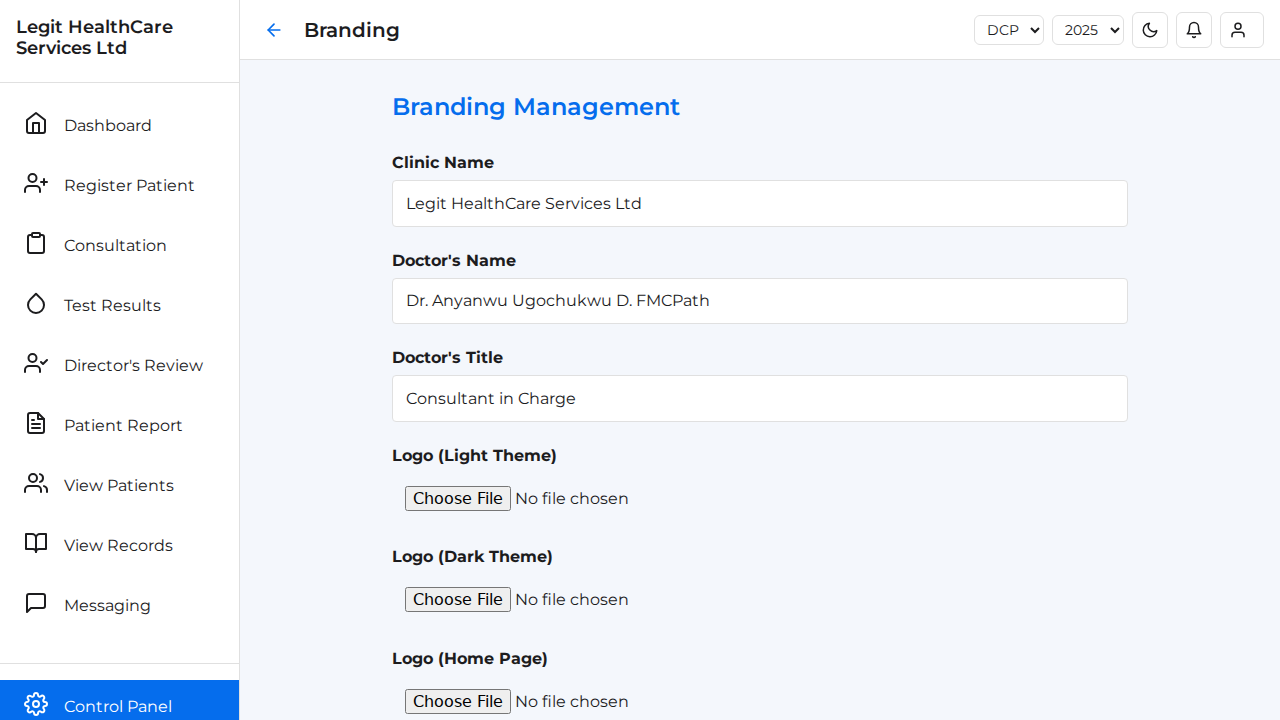 Legit HealthCare
Services Ltd
Dashboard
Register Patient
Consultation
Test Results
Director's Review
Patient Report
View Patients
View Records
Messaging
Control Panel
Branding
DCP
2025
Branding Management
Clinic Name
Legit HealthCare Services Ltd
Doctor's Name
Dr. Anyanwu Ugochukwu D. FMCPath
Doctor's Title
Consultant in Charge
Logo (Light Theme)
Choose File No file chosen
Logo (Dark Theme)
Choose File No file chosen
Logo (Home Page)
Choose File No file chosen